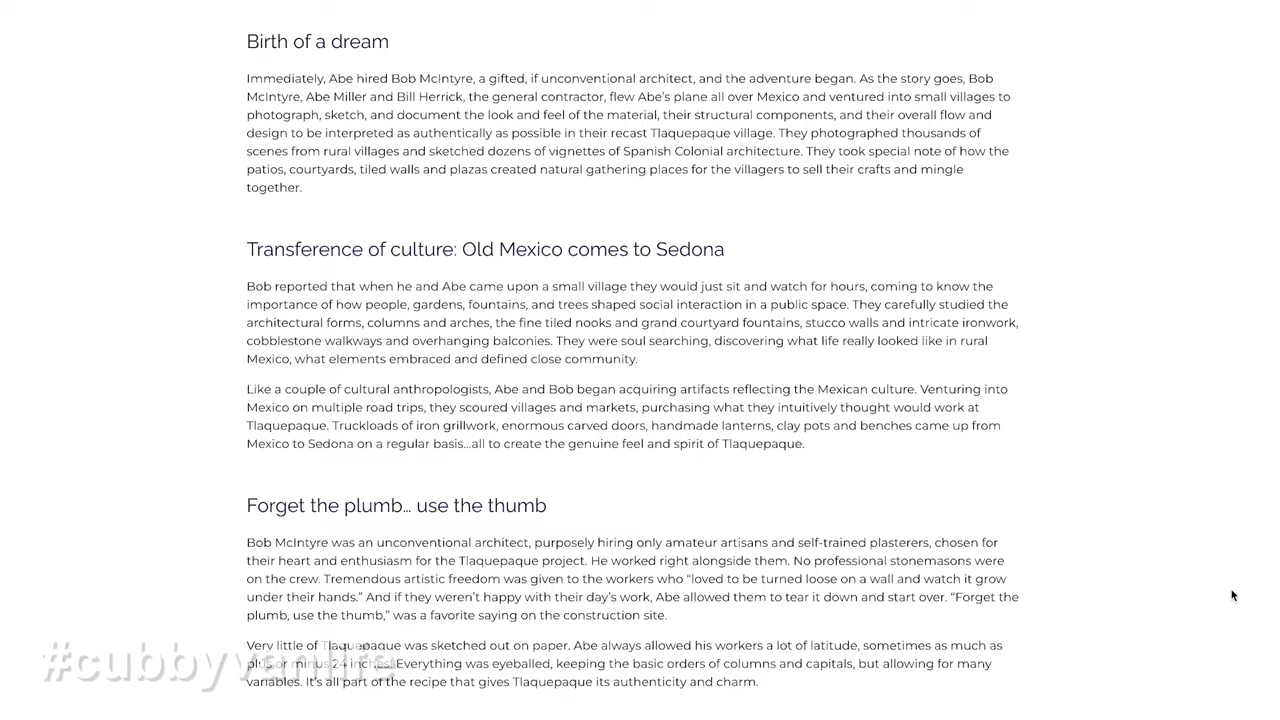 Birth of a dream
Immediately, Abe hired Bob McIntyre, a gifted, if unconventional architect, and the adventure began. As the story goes, Bob
McIntyre, Abe Miller and Bill Herrick, the general contractor, flew Abe's plane all over Mexico and ventured into small villages to
photograph, sketch, and document the look and feel of the material, their structural components, and their overall flow and
design to be interpreted as authentically as possible in their recast Tlaquepaque village. They photographed thousands of
scenes from rural villages and sketched dozens of vignettes of Spanish Colonial architecture. They took special note of how the
patios, courtyards, tiled walls and plazas created natural gathering places for the villagers to sell their crafts and mingle
together.
Transference of culture: Old Mexico comes to Sedona
Bob reported that when he and Abe came upon a small village they would just sit and watch for hours, coming to know the
importance of how people, gardens, fountains, and trees shaped social interaction in a public space. They carefully studied the
architectural forms, columns and arches, the fine tiled nooks and grand courtyard fountains, stucco walls and intricate ironwork,
cobblestone walkways and overhanging balconies. They were soul searching, discovering what life really looked like in rural
Mexico, what elements embraced and defined close community.
Like a couple of cultural anthropologists, Abe and Bob began acquiring artifacts reflecting the Mexican culture. Venturing into
Mexico on multiple road trips, they scoured villages and markets, purchasing what they intuitively thought would work at
Tlaquepaque. Truckloads of iron grillwork, enormous carved doors, handmade lanterns, clay pots and benches came up from
Mexico to Sedona on a regular basis...all to create the genuine feel and spirit of Tlaquepaque.
Forget the plumb… use the thumb
Bob McIntyre was an unconventional architect, purposely hiring only amateur artisans and self-trained plasterers, chosen for
their heart and enthusiasm for the Tlaquepaque project. He worked right alongside them. No professional stonemasons were
on the crew. Tremendous artistic freedom was given to the workers who “loved to be turned loose on a wall and watch it grow
under their hands.” And if they weren't happy with their day's work, Abe allowed them to tear it down and start over. “Forget the
plumb, use the thumb,” was a favorite saying on the construction site.
Very little of Tlaquepaque was sketched out on paper. Abe always allowed his workers a lot of latitude, sometimes as much as
plus or minus 24 inches. Everything was eyeballed, keeping the basic orders of columns and capitals, but allowing for many
variables. It's all part of the recipe that gives Tlaquepaque its authenticity and charm.
#cubbyvanlife